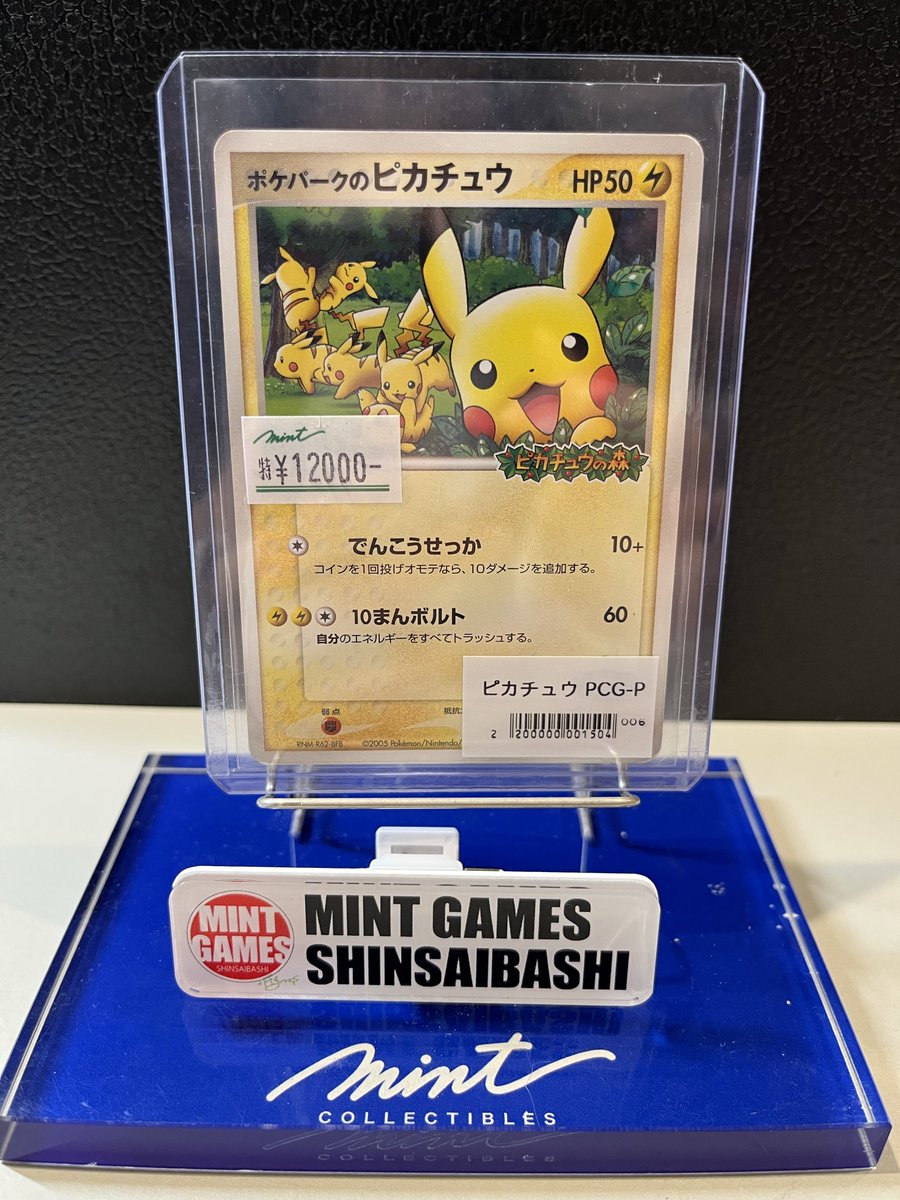 ポケパークのピカチュウ HP50
ピカチュウの森
mint
特¥12000-
でんこうせっか 10+
コインを1回投げオモテなら、10ダメージを追加する。
10まんボルト 60
自分のエネルギーをすべてトラッシュする。
弱点
RNM-R62-BFB ©2005 Pokémon/Nintendo/
ピカチュウ PCG-P
006
2 200000 001504
MINT GAMES SHINSAIBASHI
MINT GAMES
SHINSAIBASHI
mint
COLLECTIBLES